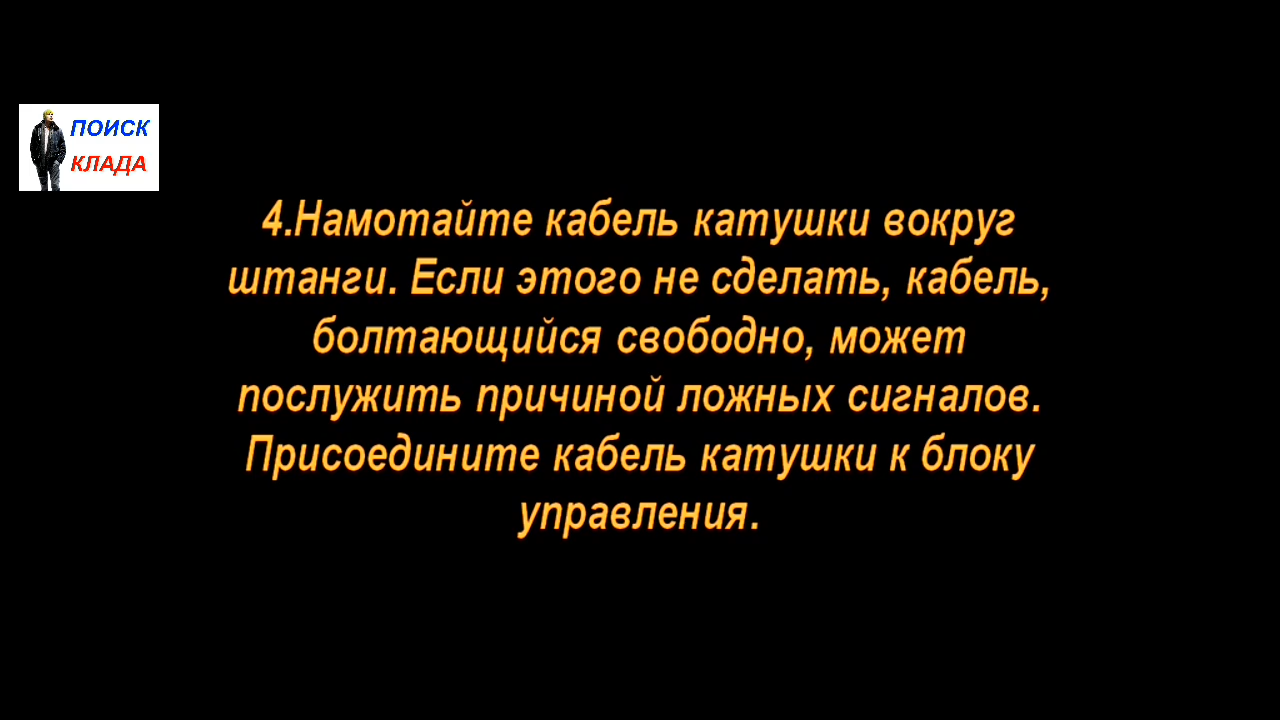 ПОИСК
КЛАДА
4.Намотайте кабель катушки вокруг
штанги. Если этого не сделать, кабель,
болтающийся свободно, может
послужить причиной ложных сигналов.
Присоедините кабель катушки к блоку
управления.